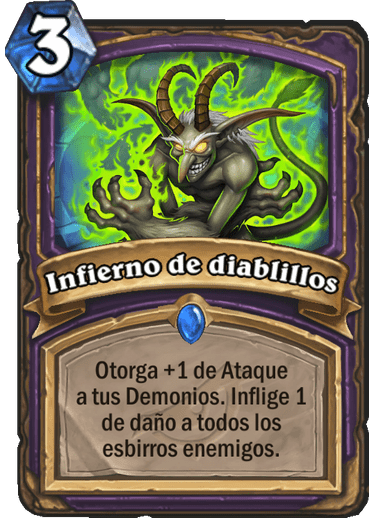 3
Infierno de diablillos
Otorga +1 de Ataque
a tus Demonios. Inflige 1
de daño a todos los
esbirros enemigos.